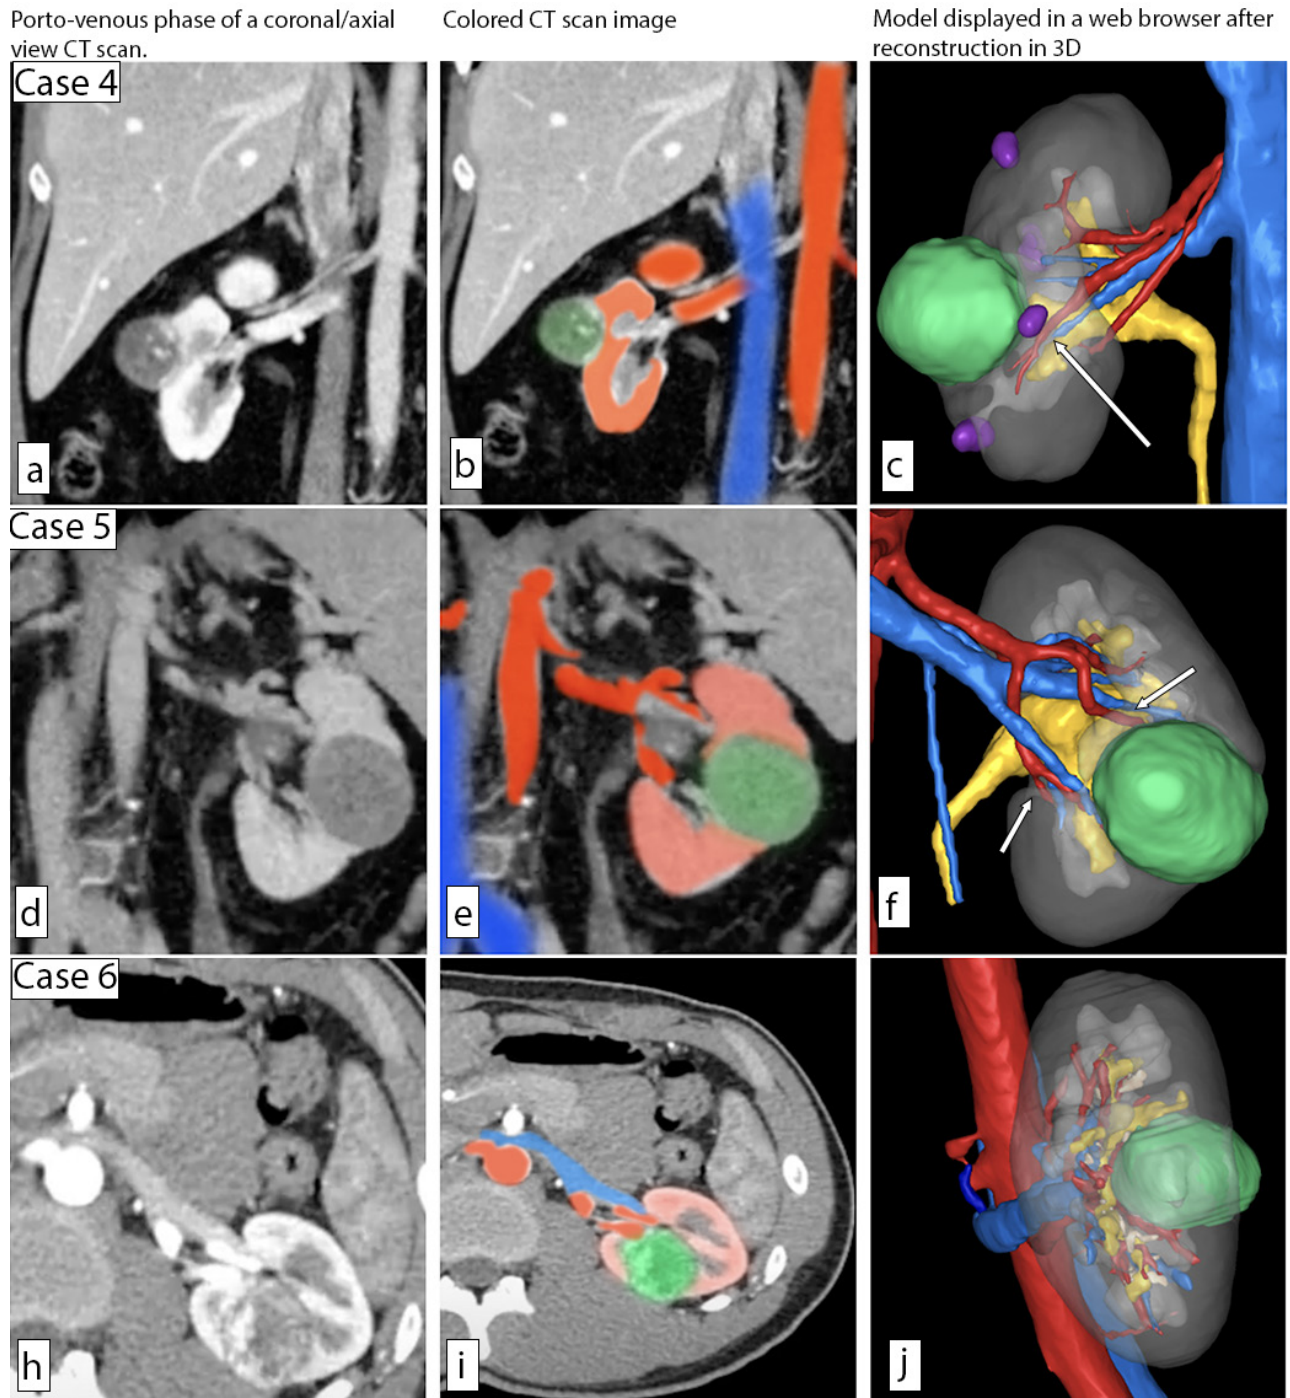 Porto-venous phase of a coronal/axial
view CT scan.
Colored CT scan image
Model displayed in a web browser after
reconstruction in 3D
Case 4
a
b
c
Case 5
d
e
f
Case 6
h
i
j